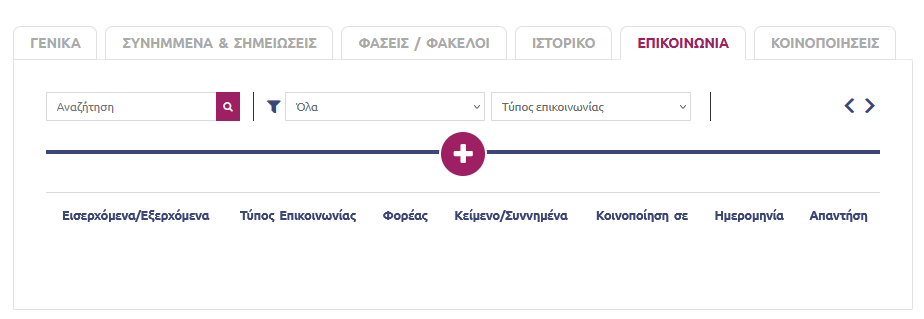 ΓΕΝΙΚΑ ΣΥΝΗΜΜΕΝΑ & ΣΗΜΕΙΩΣΕΙΣ ΦΑΣΕΙΣ / ΦΑΚΕΛΟΙ ΙΣΤΟΡΙΚΟ ΕΠΙΚΟΙΝΩΝΙΑ ΚΟΙΝΟΠΟΙΗΣΕΙΣ
Αναζήτηση Όλα Τύπος επικοινωνίας
Εισερχόμενα/Εξερχόμενα Τύπος Επικοινωνίας Φορέας Κείμενο/Συννημένα Κοινοποίηση σε Ημερομηνία Απαντήση